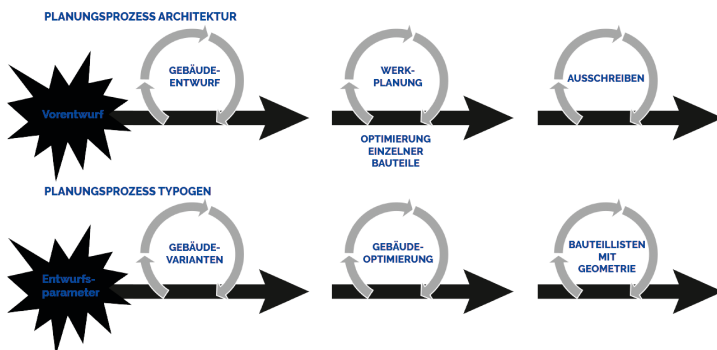 PLANUNGSPROZESS ARCHITEKTUR
Vorentwurf
GEBÄUDE-
ENTWURF
WERK-
PLANUNG
OPTIMIERUNG
EINZELNER
BAUTEILE
AUSSCHREIBEN
PLANUNGSPROZESS TYPOGEN
Entwurfs-
parameter
GEBÄUDE-
VARIANTEN
GEBÄUDE-
OPTIMIERUNG
BAUTEILLISTEN
MIT
GEOMETRIE